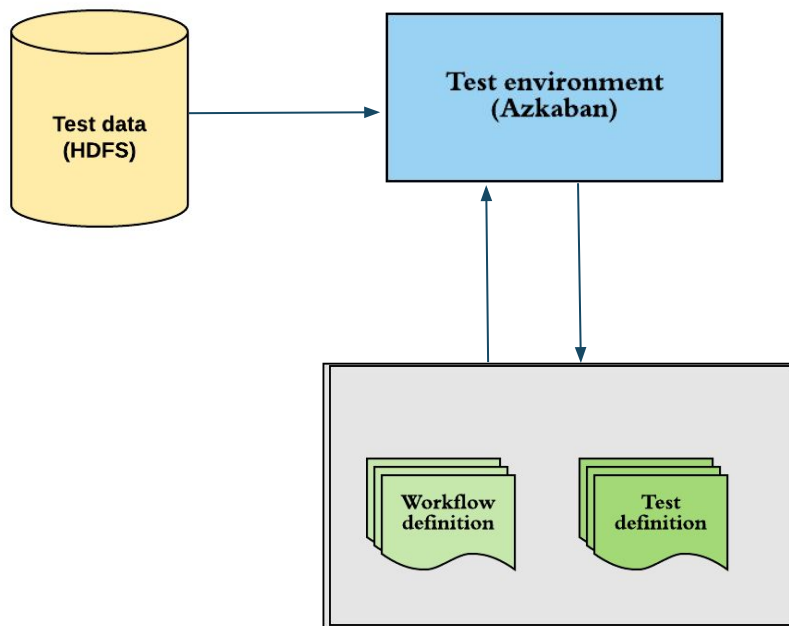 Test data
(HDFS)
Test environment
(Azkaban)
Workflow
definition
Test
definition